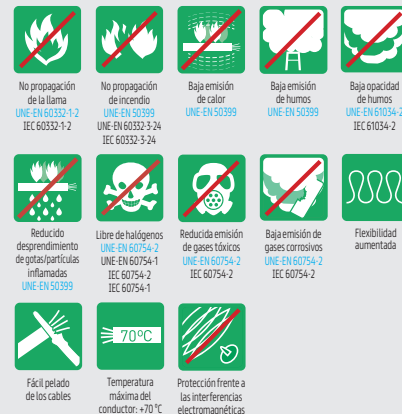 No propagación
de la llama
UNE-EN 60332-1-2
IEC 60332-1-2
No propagación
de incendio
UNE-EN 50399
UNE-EN 60332-3-24
IEC 60332-3-24
Baja emisión
de calor
UNE-EN 50399
Baja emisión
de humos
UNE-EN 50399
Baja opacidad
de humos
UNE-EN 61034-2
IEC 61034-2
Reducido
desprendimiento
de gotas/partículas
inflamadas
UNE-EN 50399
Libre de halógenos
UNE-EN 60754-2
UNE-EN 60754-1
IEC 60754-2
IEC 60754-1
Reducida emisión
de gases tóxicos
UNE-EN 60754-2
IEC 60754-2
Baja emisión de
gases corrosivos
UNE-EN 60754-2
IEC 60754-2
Flexibilidad
aumentada
Fácil pelado
de los cables
70ºC
Temperatura
máxima del
conductor: +70 ºC
Protección frente a
las interferencias
electromagnéticas